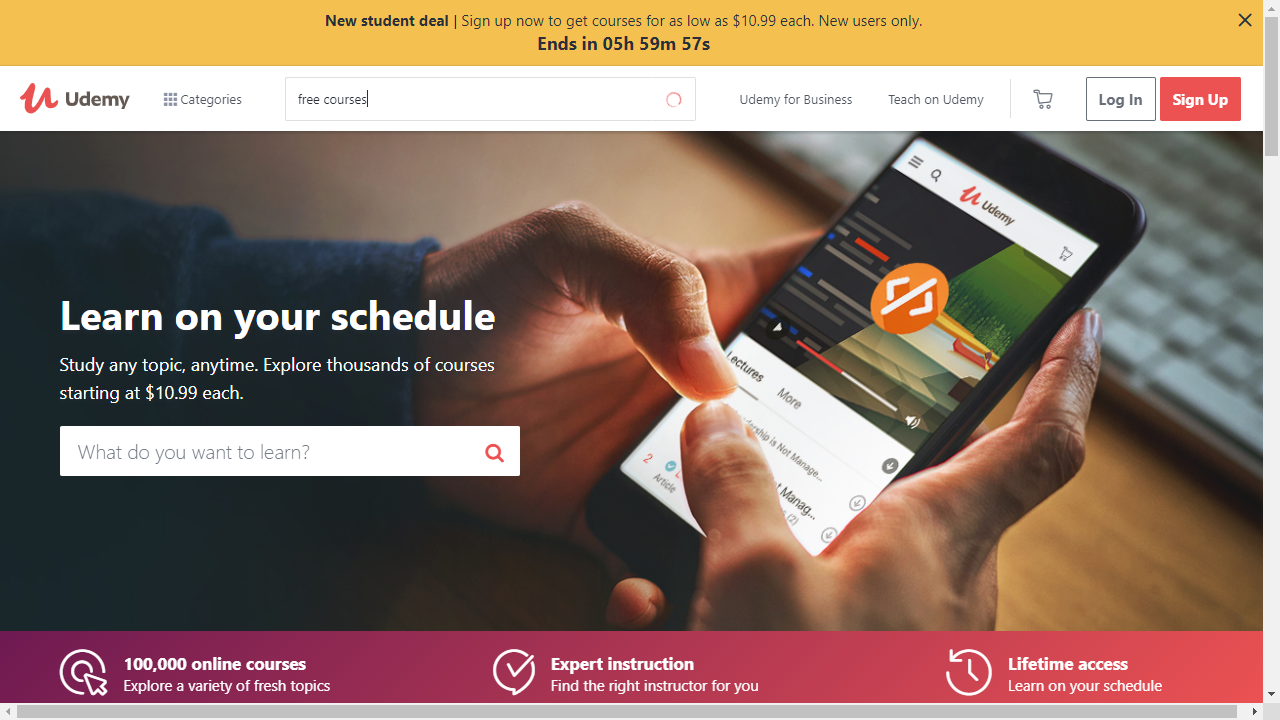 New student deal | Sign up now to get courses for as low as $10.99 each. New users only.
Ends in 05h 59m 57s
Udemy
Categories
free courses
Udemy for Business
Teach on Udemy
Log In
Sign Up
Udemy
Lectures
More
2
Article
Learn on your schedule
Study any topic, anytime. Explore thousands of courses
starting at $10.99 each.
What do you want to learn?
100,000 online courses
Explore a variety of fresh topics
Expert instruction
Find the right instructor for you
Lifetime access
Learn on your schedule